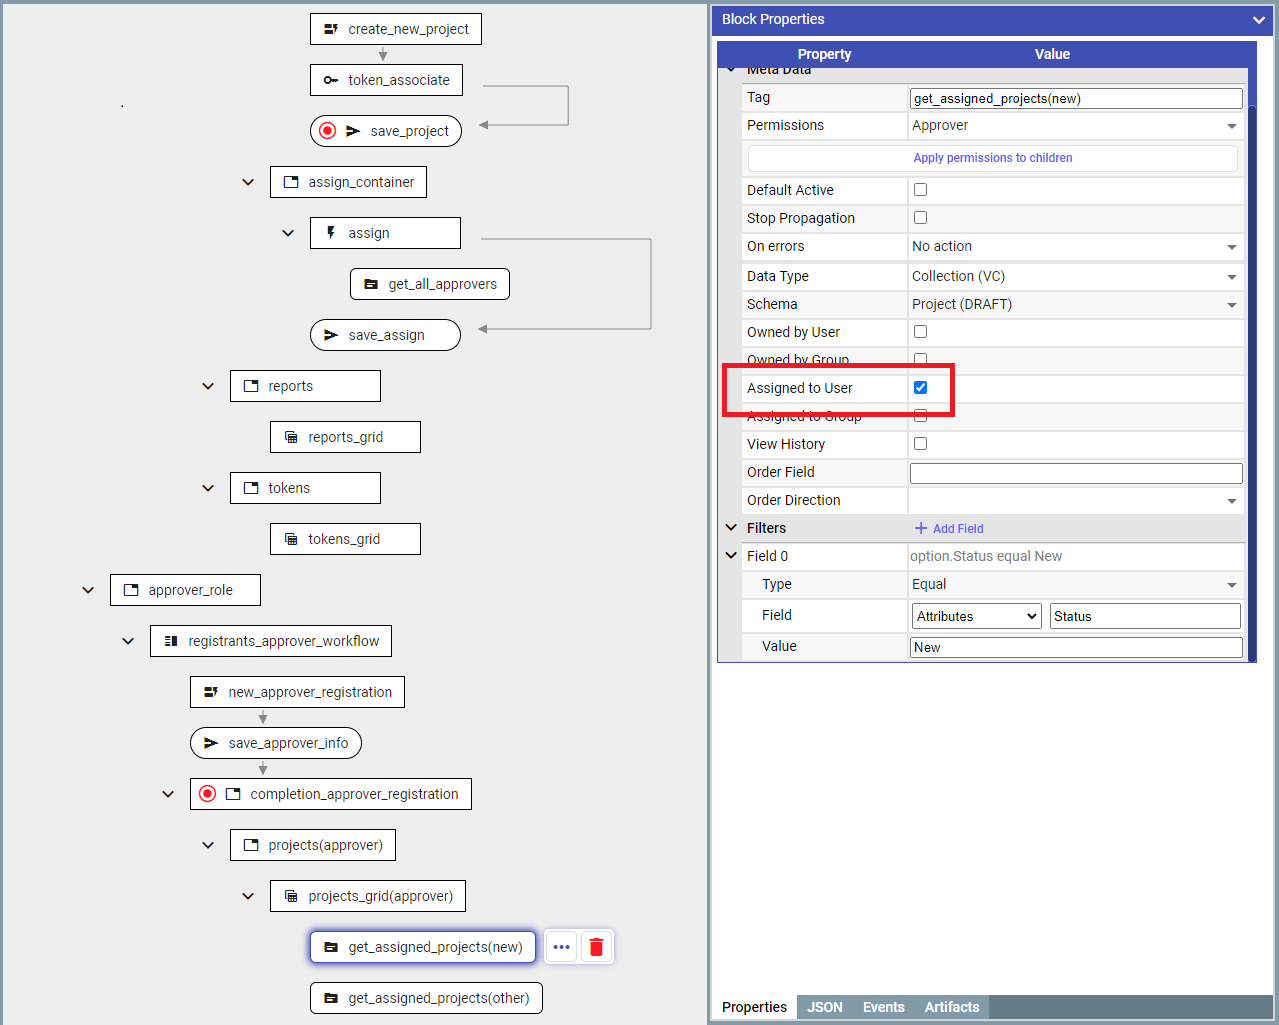 create_new_project
token_associate
save_project
assign_container
assign
get_all_approvers
save_assign
reports
reports_grid
tokens
tokens_grid
approver_role
registrants_approver_workflow
new_approver_registration
save_approver_info
completion_approver_registration
projects(approver)
projects_grid(approver)
get_assigned_projects(new)
get_assigned_projects(other)
Block Properties
Property Value
Meta Data
Tag get_assigned_projects(new)
Permissions Approver
Apply permissions to children
Default Active
Stop Propagation
On errors No action
Data Type Collection (VC)
Schema Project (DRAFT)
Owned by User
Owned by Group
Assigned to User
Assigned to Group
View History
Order Field
Order Direction
Filters Add Field
Field 0 option.Status equal New
Type Equal
Field Attributes Status
Value New
Properties JSON Events Artifacts